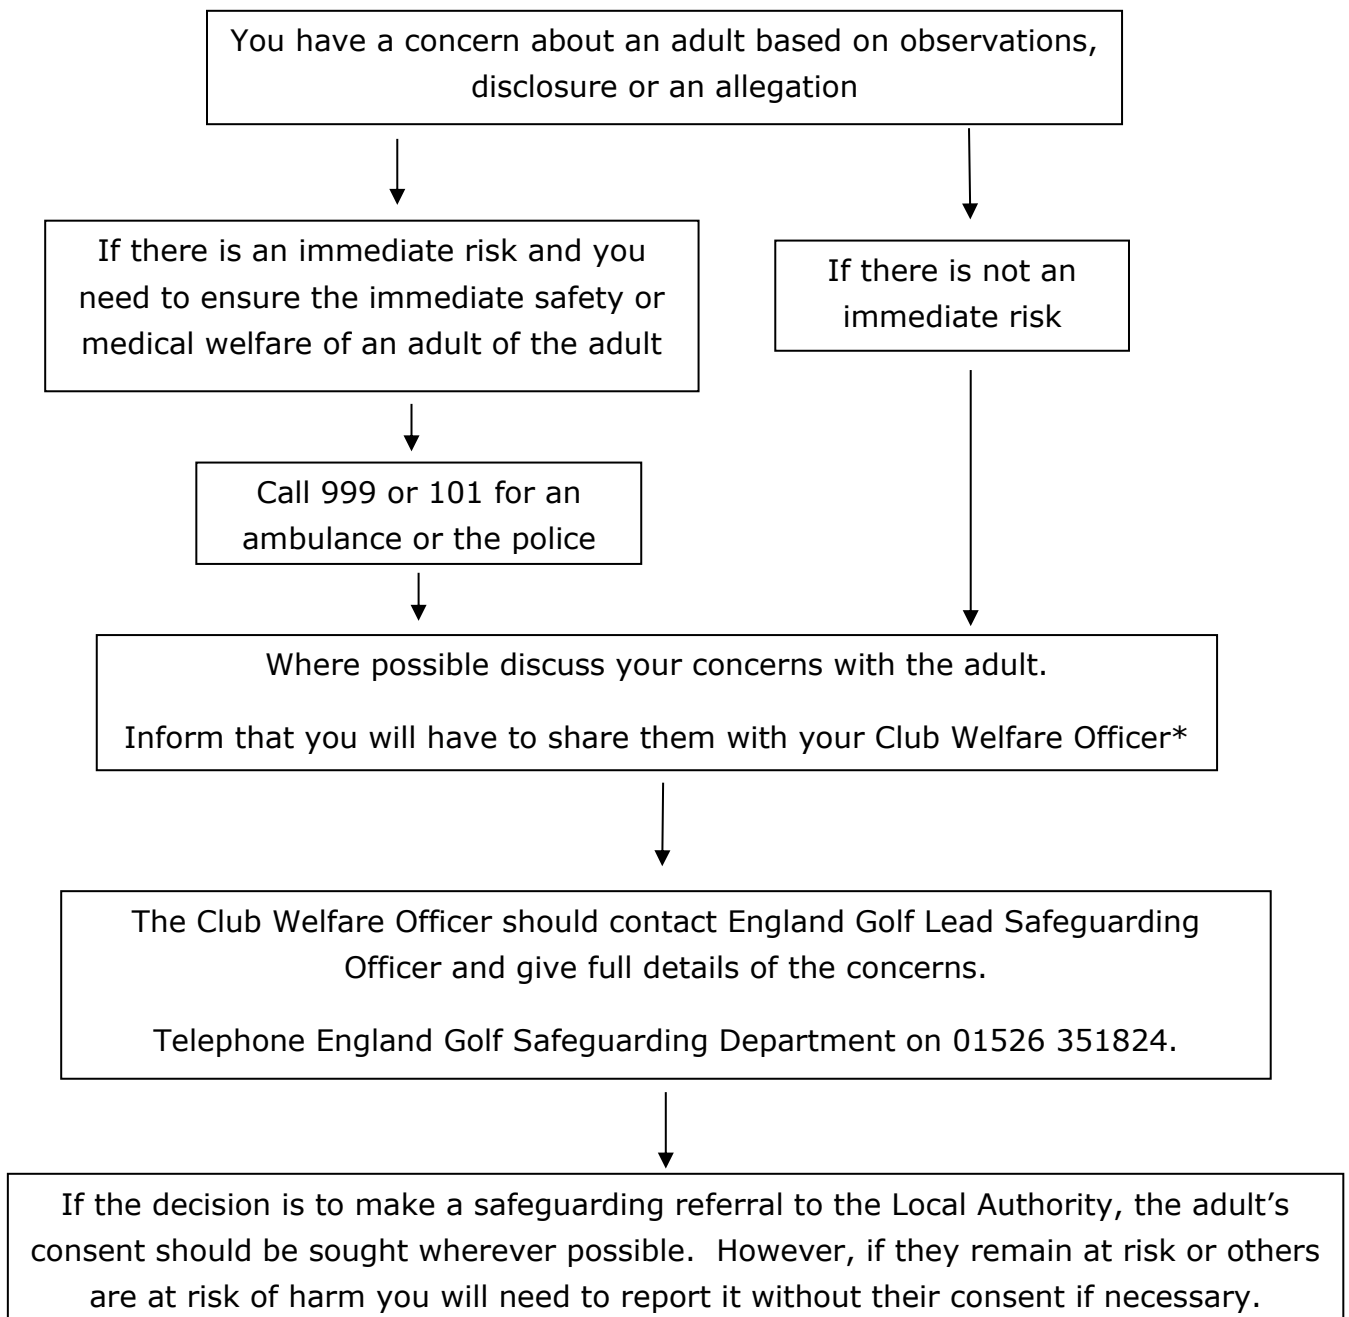 You have a concern about an adult based on observations,
disclosure or an allegation
If there is an immediate risk and you
need to ensure the immediate safety or
medical welfare of an adult of the adult
If there is not an
immediate risk
Call 999 or 101 for an
ambulance or the police
Where possible discuss your concerns with the adult.
Inform that you will have to share them with your Club Welfare Officer*
The Club Welfare Officer should contact England Golf Lead Safeguarding
Officer and give full details of the concerns.
Telephone England Golf Safeguarding Department on 01526 351824.
If the decision is to make a safeguarding referral to the Local Authority, the adult’s
consent should be sought wherever possible.  However, if they remain at risk or others
are at risk of harm you will need to report it without their consent if necessary.